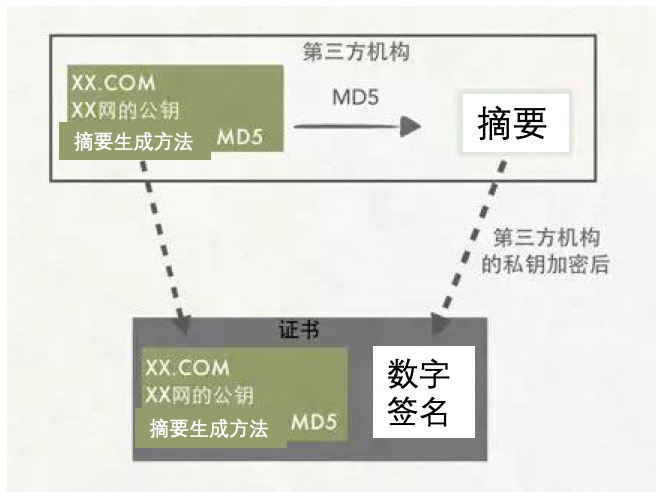 第三方机构
XX.COM
XX网的公钥
摘要生成方法 MD5
MD5
摘要
第三方机构
的私钥加密后
证书
XX.COM
XX网的公钥
摘要生成方法 MD5
数字
签名